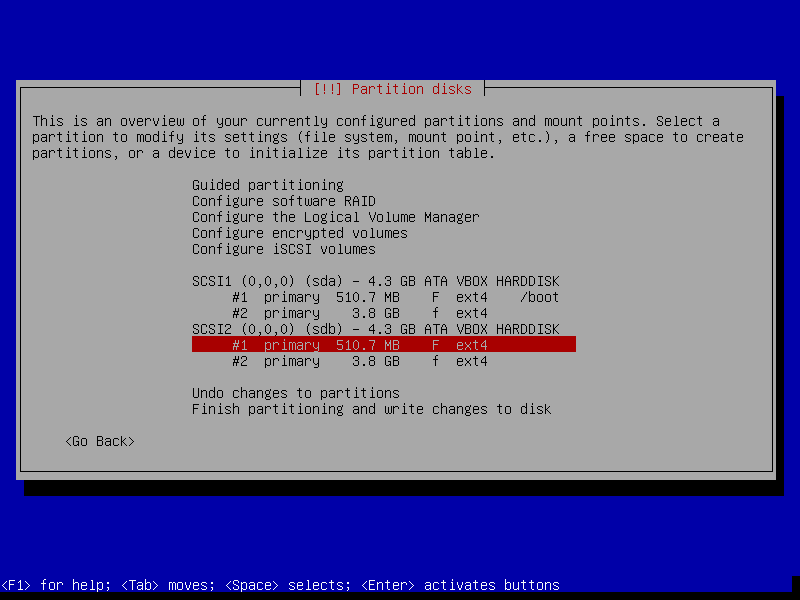 [!!] Partition disks
This is an overview of your currently configured partitions and mount points. Select a
partition to modify its settings (file system, mount point, etc.), a free space to create
partitions, or a device to initialize its partition table.
Guided partitioning
Configure software RAID
Configure the Logical Volume Manager
Configure encrypted volumes
Configure iSCSI volumes
SCSI1 (0,0,0) (sda) - 4.3 GB ATA VBOX HARDDISK
#1 primary 510.7 MB F ext4 /boot
#2 primary 3.8 GB f ext4
SCSI2 (0,0,0) (sdb) - 4.3 GB ATA VBOX HARDDISK
#1 primary 510.7 MB F ext4
#2 primary 3.8 GB f ext4
Undo changes to partitions
Finish partitioning and write changes to disk
<Go Back>
<F1> for help; <Tab> moves; <Space> selects; <Enter> activates buttons